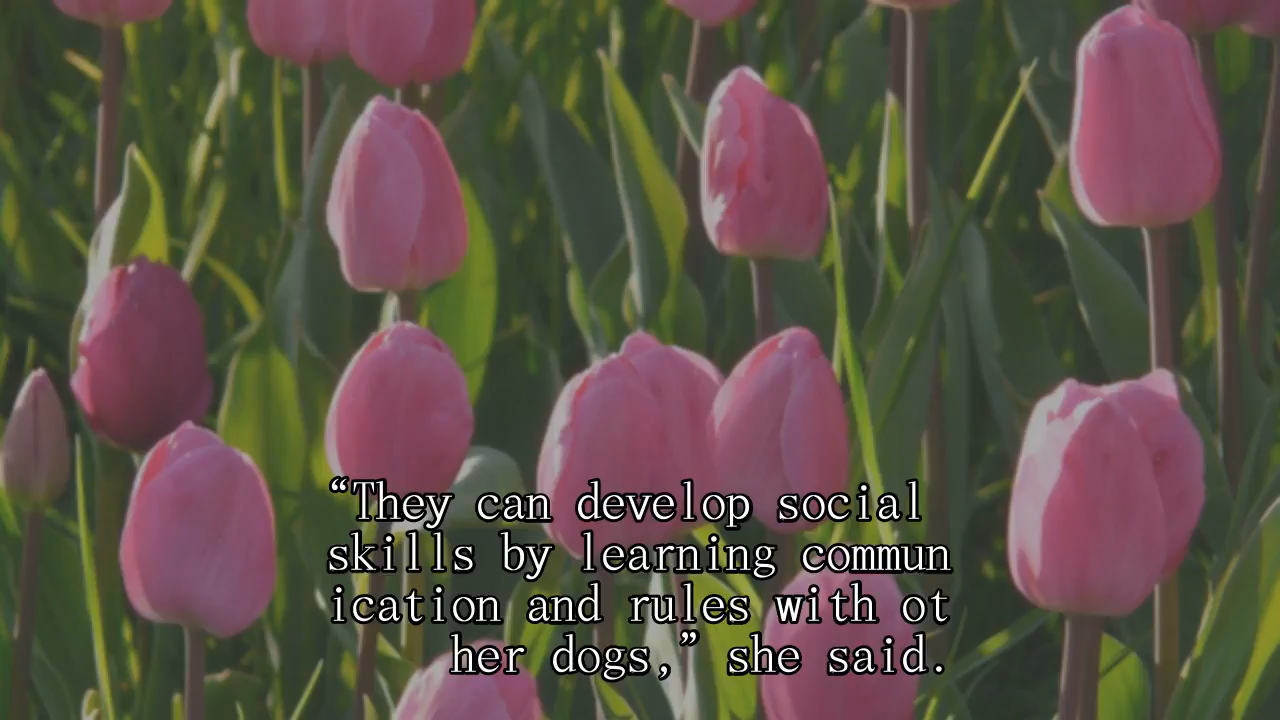 “They can develop social
skills by learning commun
ication and rules with ot
her dogs,” she said.